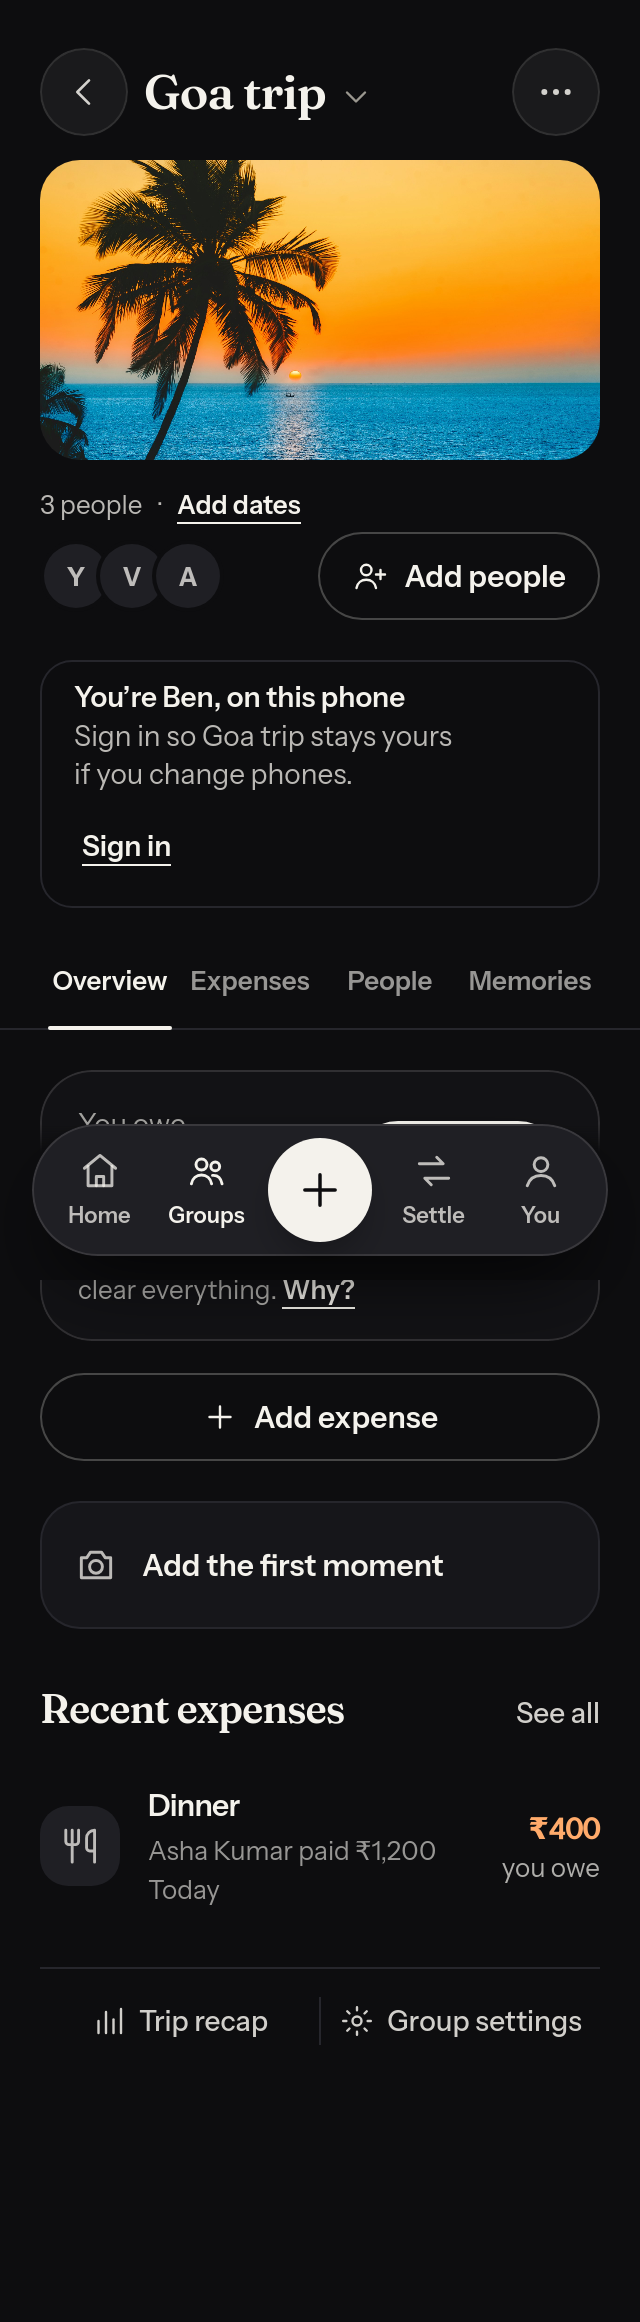 Goa trip
3 people · Add dates
Y V A
Add people
You’re Ben, on this phone
Sign in so Goa trip stays yours
if you change phones.
Sign in
Overview Expenses People Memories
You owe
Home Groups Settle You
clear everything. Why?
Add expense
Add the first moment
Recent expenses See all
Dinner
Asha Kumar paid ₹1,200
Today
₹400
you owe
Trip recap Group settings